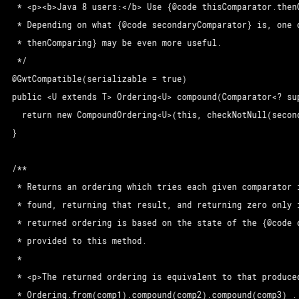 * <p><b>Java 8 users:</b> Use {@code thisComparator.then
* Depending on what {@code secondaryComparator} is, one
* thenComparing} may be even more useful.
*/
@GwtCompatible(serializable = true)
public <U extends T> Ordering<U> compound(Comparator<? su
return new CompoundOrdering<U>(this, checkNotNull(secon
}
/**
* Returns an ordering which tries each given comparator
* found, returning that result, and returning zero only
* returned ordering is based on the state of the {@code
* provided to this method.
*
* <p>The returned ordering is equivalent to that produce
* Ordering.from(comp1).compound(comp2).compound(comp3) .